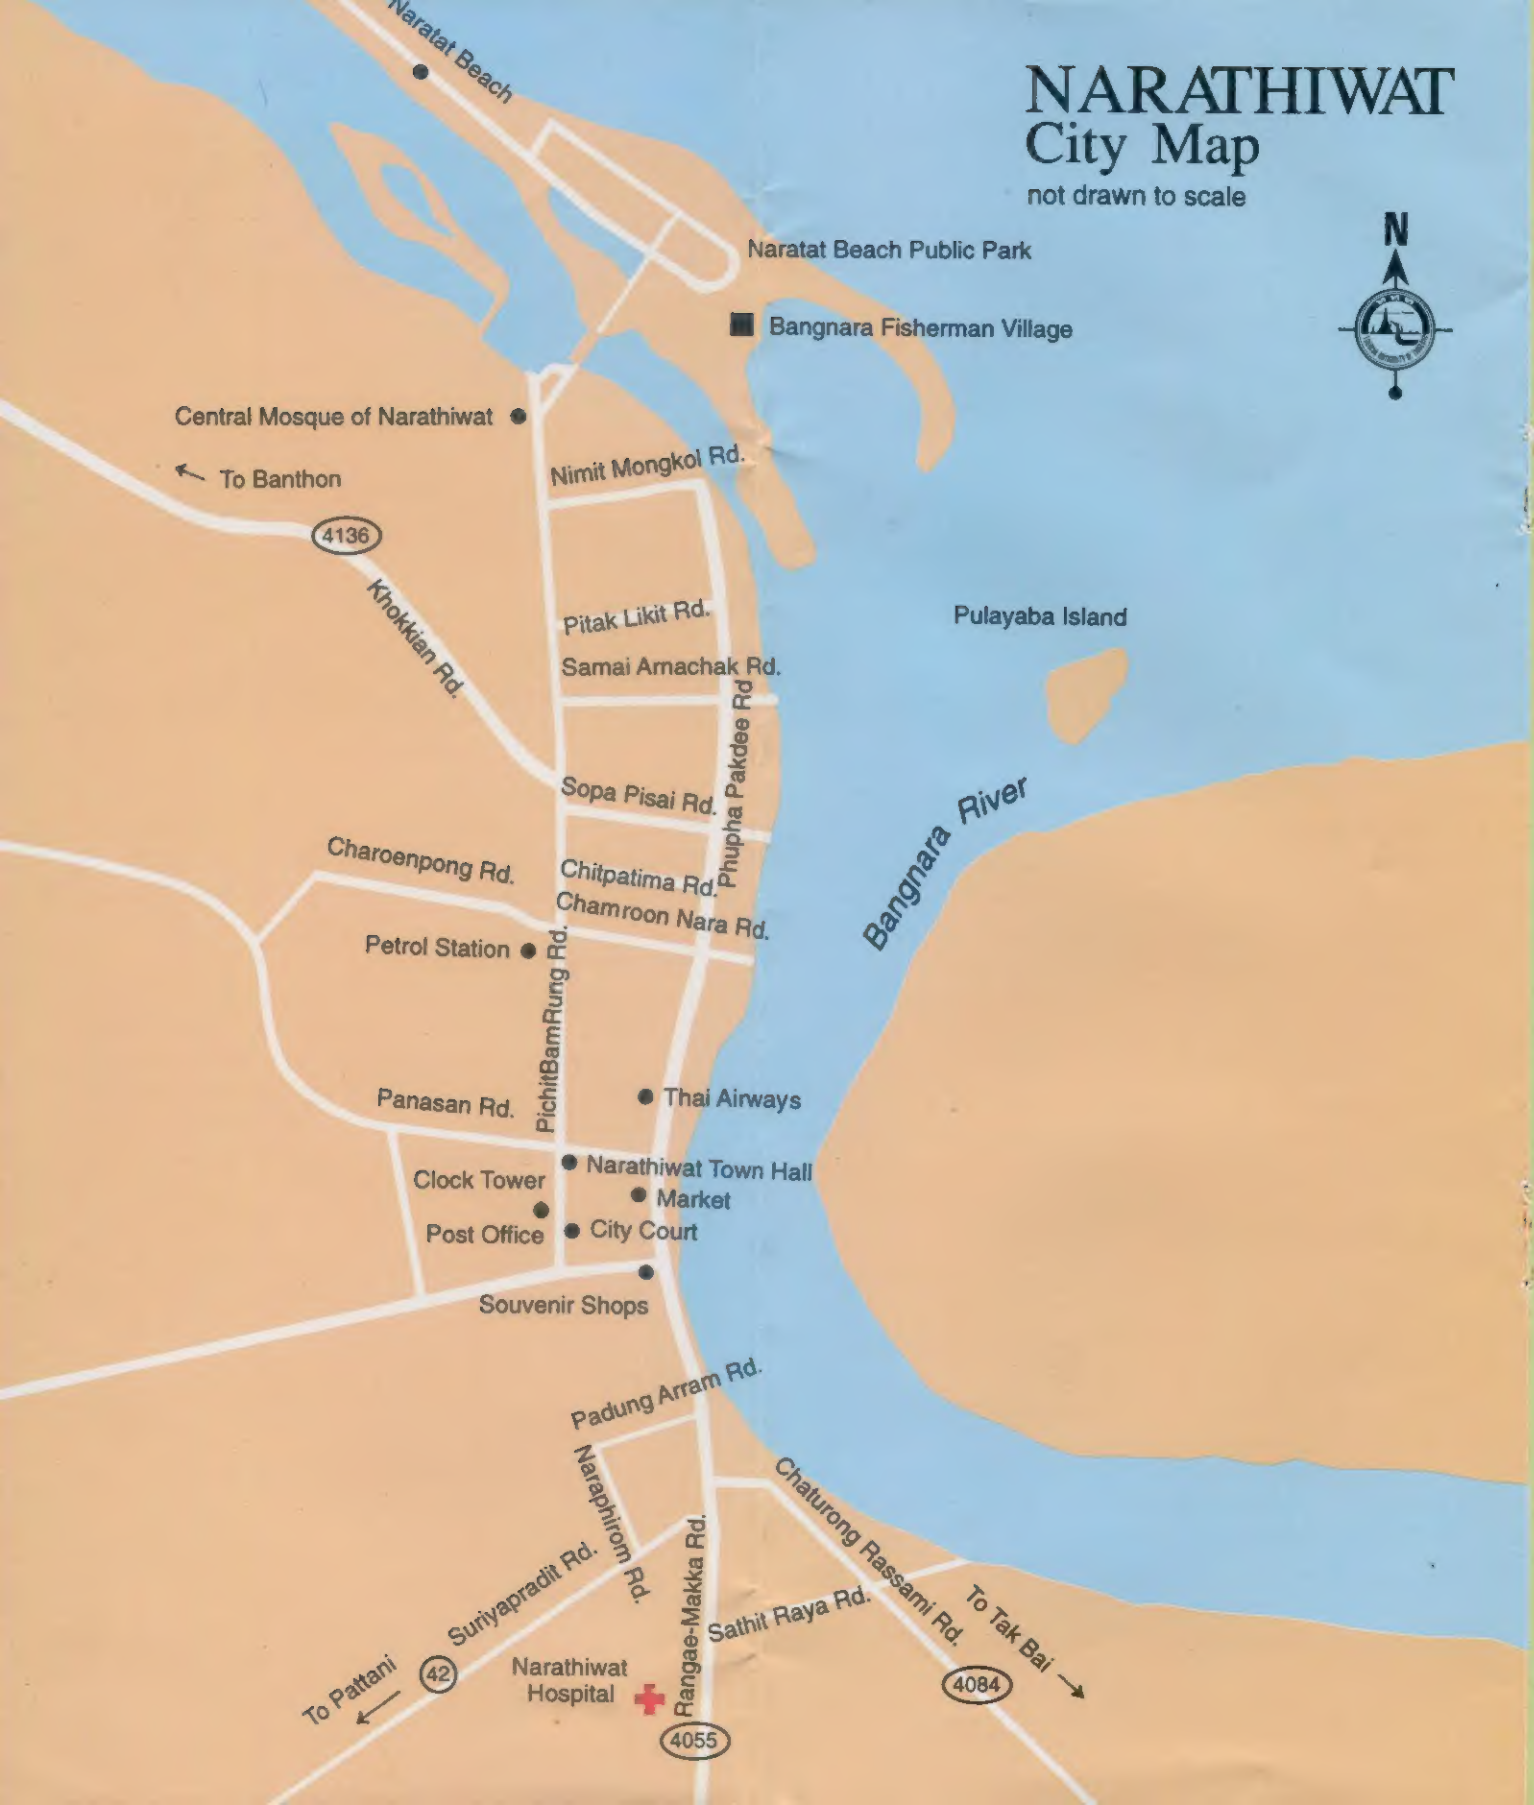 Naratat Beach
NARATHIWAT
City Map
not drawn to scale
N
Naratat Beach Public Park
Bangnara Fisherman Village
Central Mosque of Narathiwat
To Banthon
Nimit Mongkol Rd.
4136
Khokkian Rd.
Pitak Likit Rd.
Samai Arnachak Rd.
Pulayaba Island
Phupha Pakdee Rd
Sopa Pisai Rd.
Bangnara River
Charoenpong Rd.
Chitpatima Rd.
Chamroon Nara Rd.
Petrol Station
PichitBamRung Rd.
Thai Airways
Panasan Rd.
Narathiwat Town Hall
Clock Tower
Market
Post Office
City Court
Souvenir Shops
Padung Arram Rd.
Naraphirom Rd.
Chaturong Rassami Rd.
Suriyapradit Rd.
Rangae-Makka Rd.
Sathit Raya Rd.
To Tak Bai
To Pattani
42
Narathiwat
Hospital
4084
4055